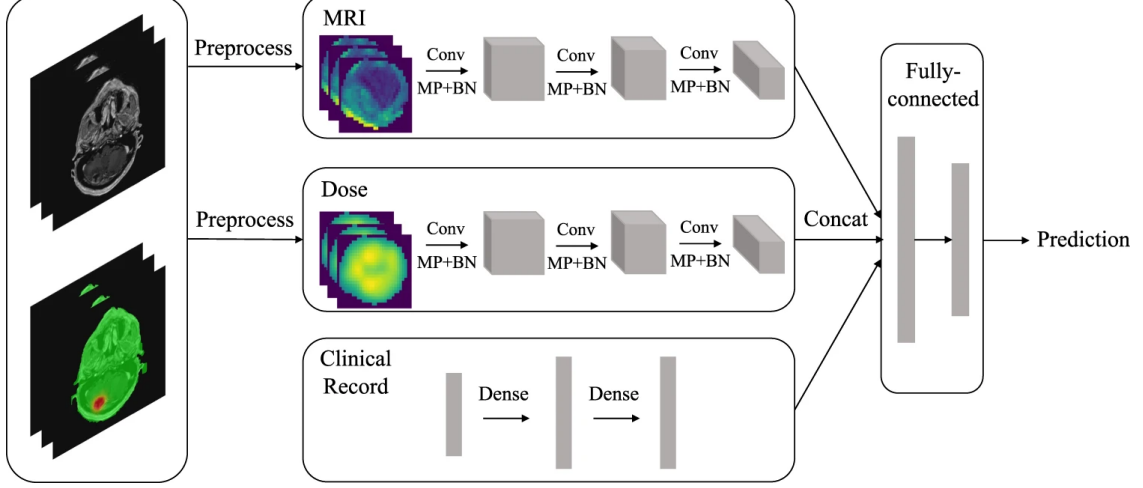 Preprocess
MRI
Conv
MP+BN
Conv
MP+BN
Conv
MP+BN
Preprocess
Dose
Conv
MP+BN
Conv
MP+BN
Conv
MP+BN
Clinical
Record
Dense
Dense
Concat
Fully-
connected
Prediction